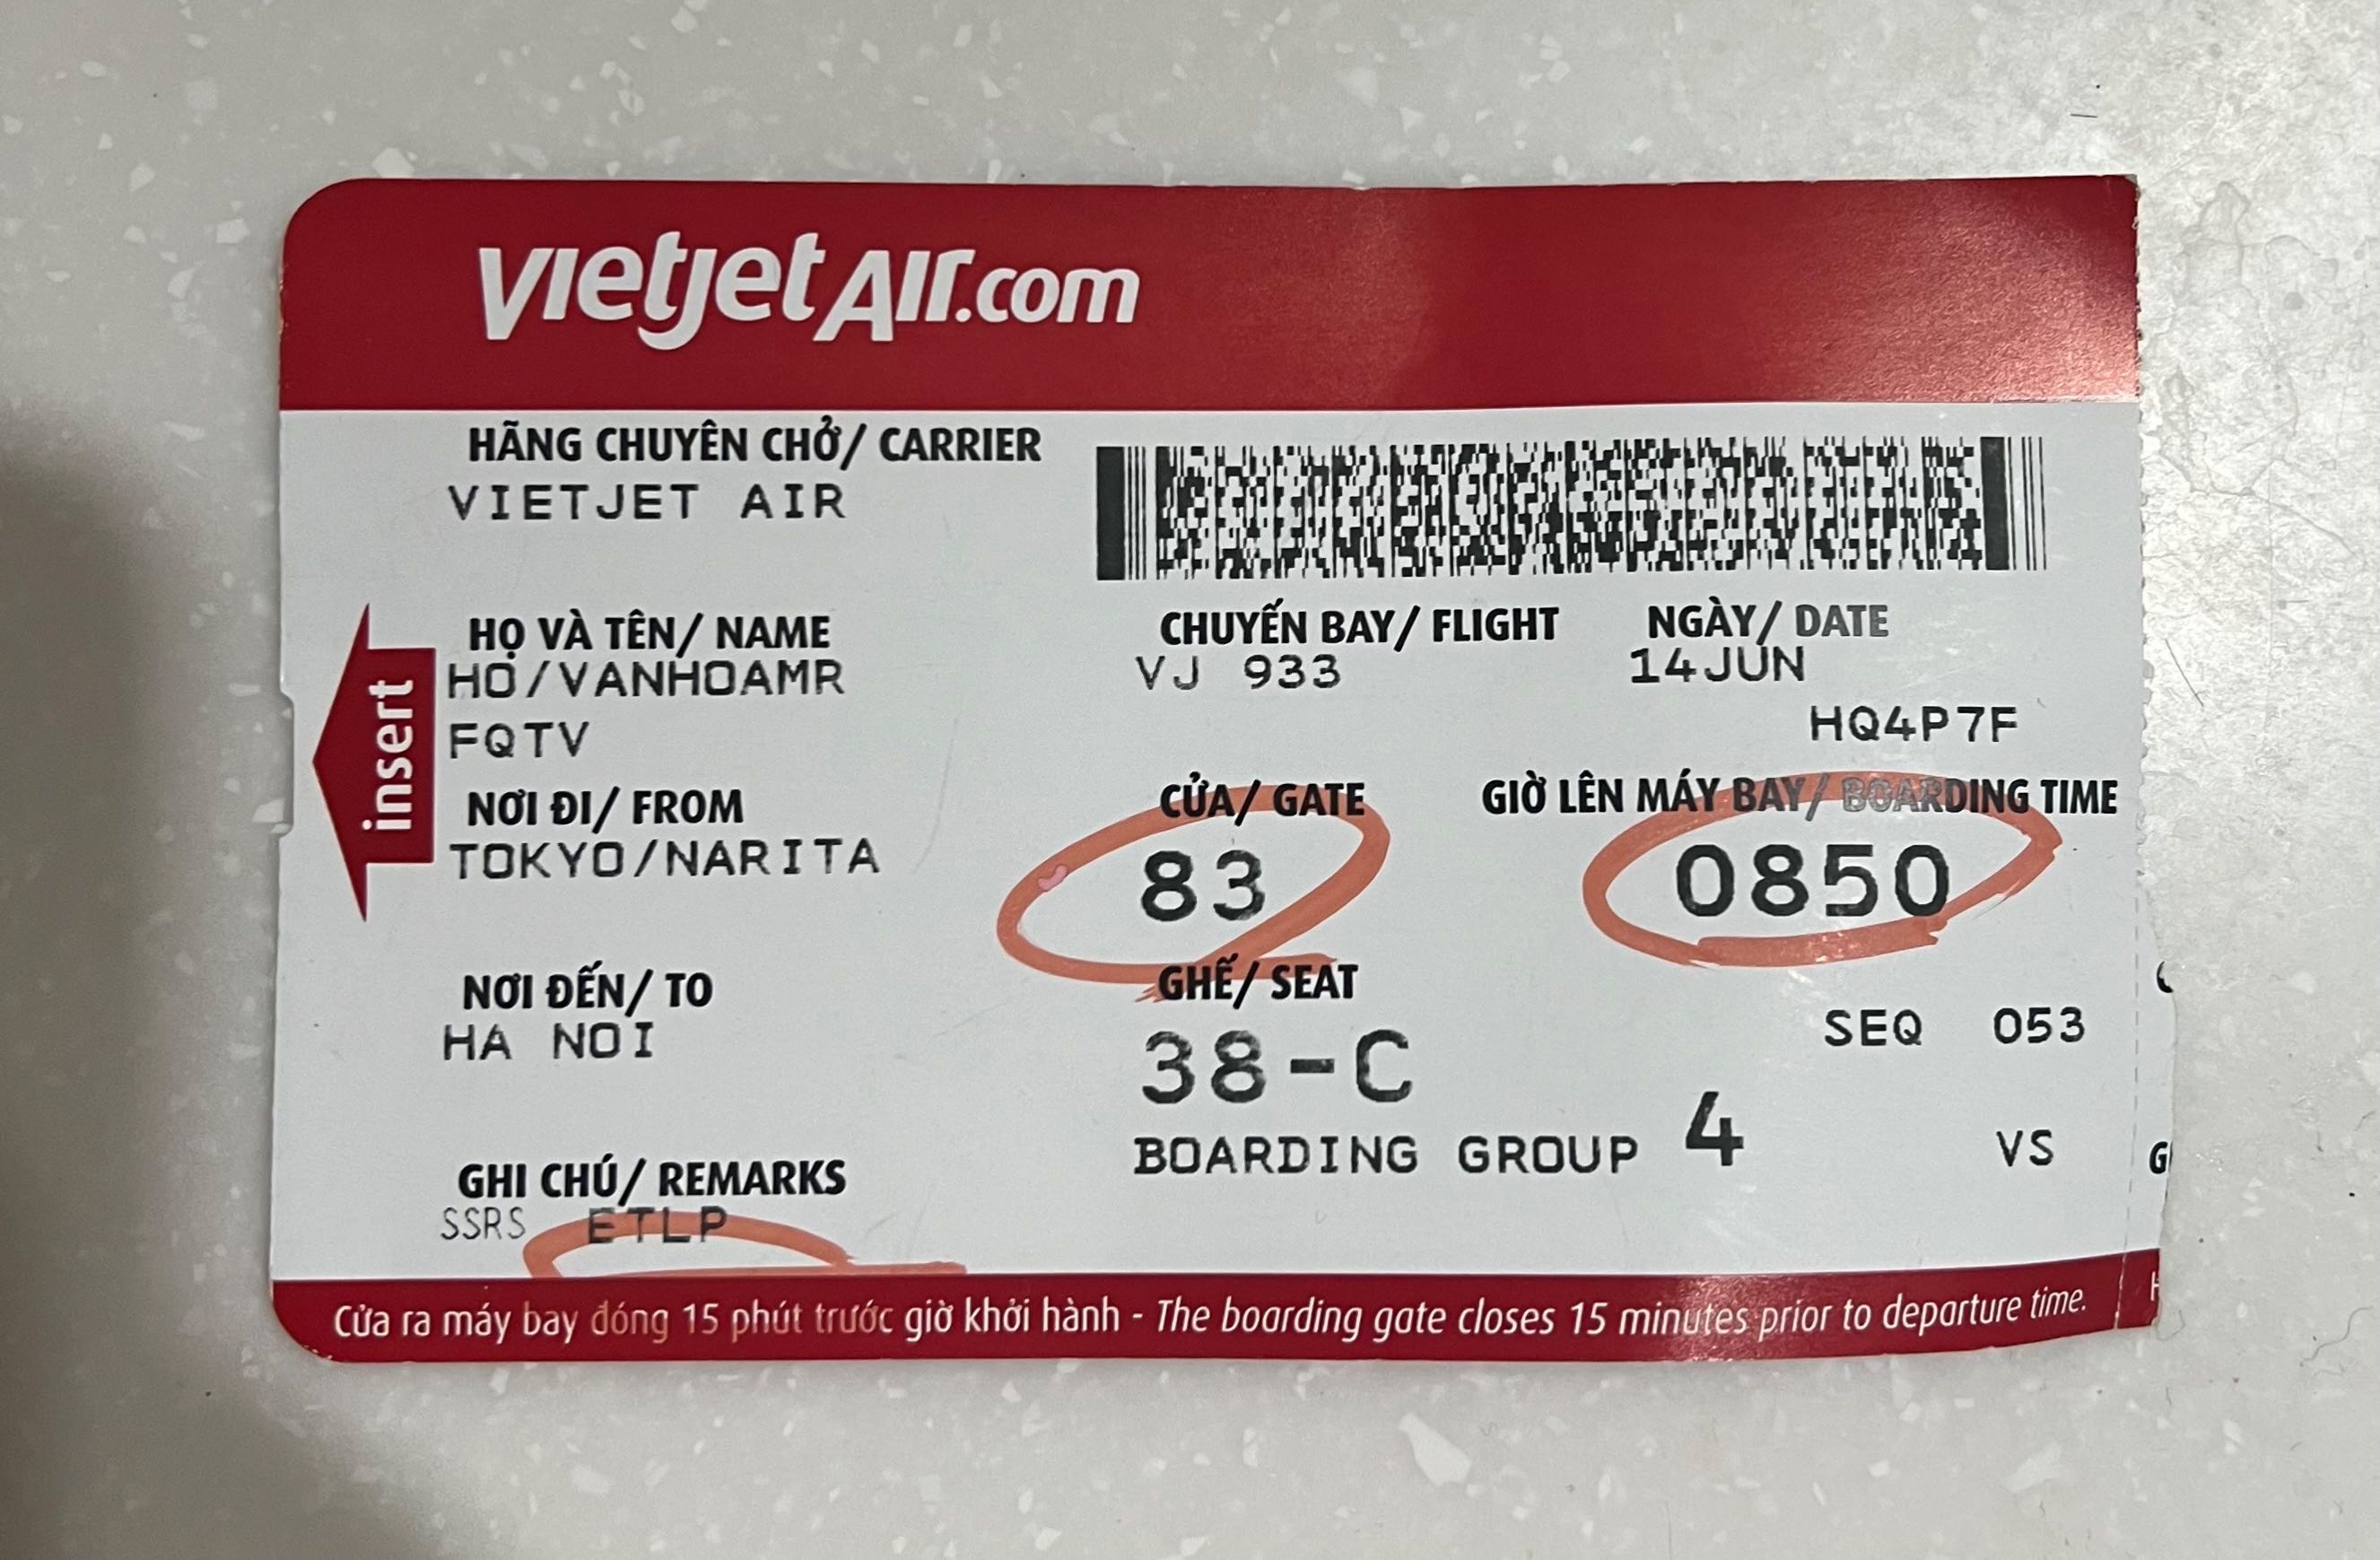 vietjetAir.com
HÃNG CHUYÊN CHỞ/ CARRIER
VIETJET AIR
HỌ VÀ TÊN/ NAME
HO/VANHOAMR
FQTV
CHUYẾN BAY/ FLIGHT
VJ 933
NGÀY/ DATE
14JUN
HQ4P7F
insert
NƠI ĐI/ FROM
TOKYO/NARITA
CỬA/ GATE
83
GIỜ LÊN MÁY BAY/ BOARDING TIME
0850
NƠI ĐẾN/ TO
HA NOI
GHẾ/ SEAT
38-C
SEQ 053
BOARDING GROUP 4
VS
GHI CHÚ/ REMARKS
SSRS ETLP
Cửa ra máy bay đóng 15 phút trước giờ khởi hành - The boarding gate closes 15 minutes prior to departure time.